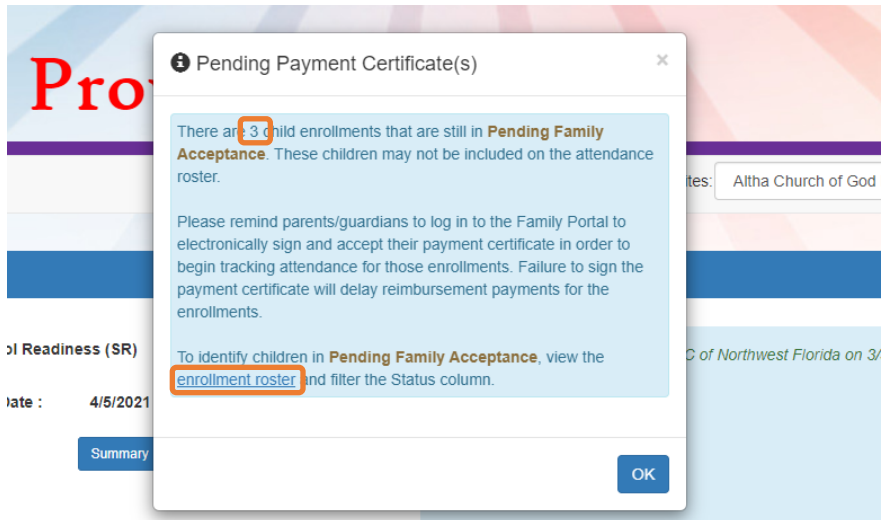 Pro
Pending Payment Certificate(s) ×
There are 3 child enrollments that are still in Pending Family
Acceptance. These children may not be included on the attendance
roster.
ites: Altha Church of God
Please remind parents/guardians to log in to the Family Portal to
electronically sign and accept their payment certificate in order to
begin tracking attendance for those enrollments. Failure to sign the
payment certificate will delay reimbursement payments for the
enrollments.
ol Readiness (SR)
To identify children in Pending Family Acceptance, view the
enrollment roster and filter the Status column.
C of Northwest Florida on 3/
Date : 4/5/2021
Summary
OK